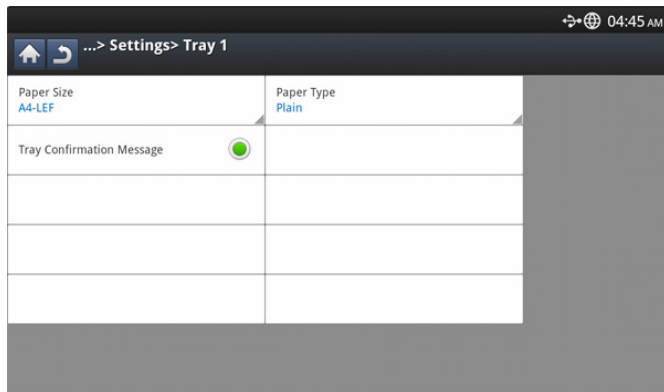 04:45 AM
...> Settings> Tray 1
Paper Size
A4-LEF
Paper Type
Plain
Tray Confirmation Message